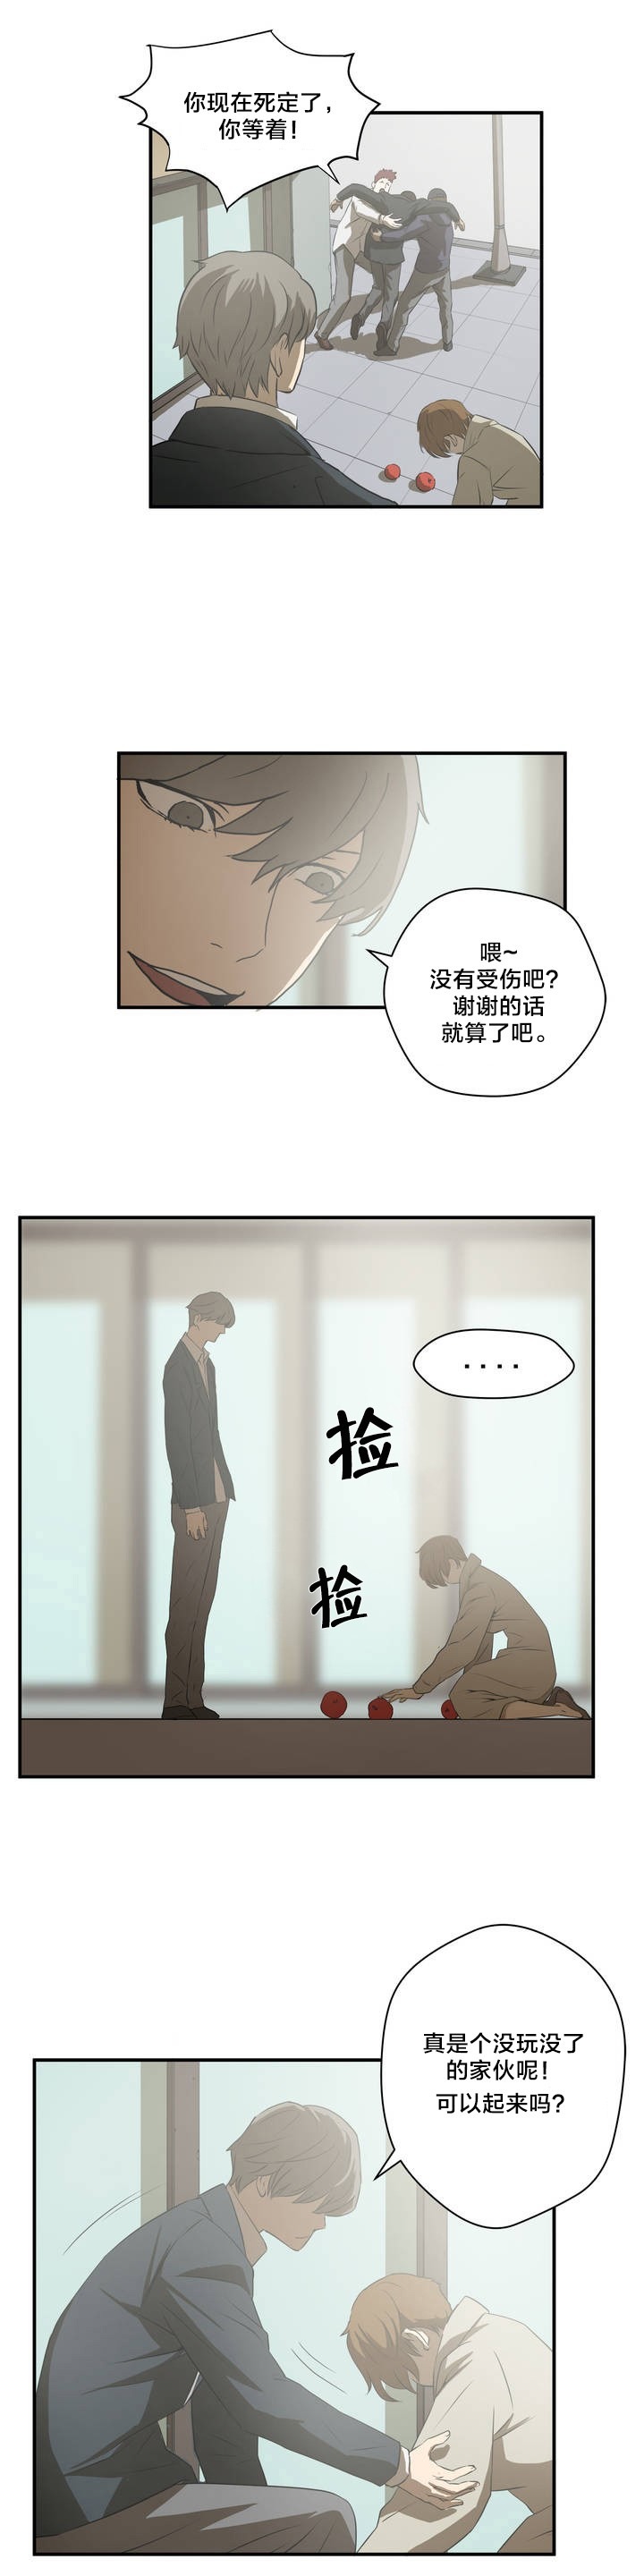 你现在死定了，
你等着！
喂~
没有受伤吧？
谢谢的话
就算了吧。
····
捡
捡
真是个没玩没了
的家伙呢！
可以起来吗？